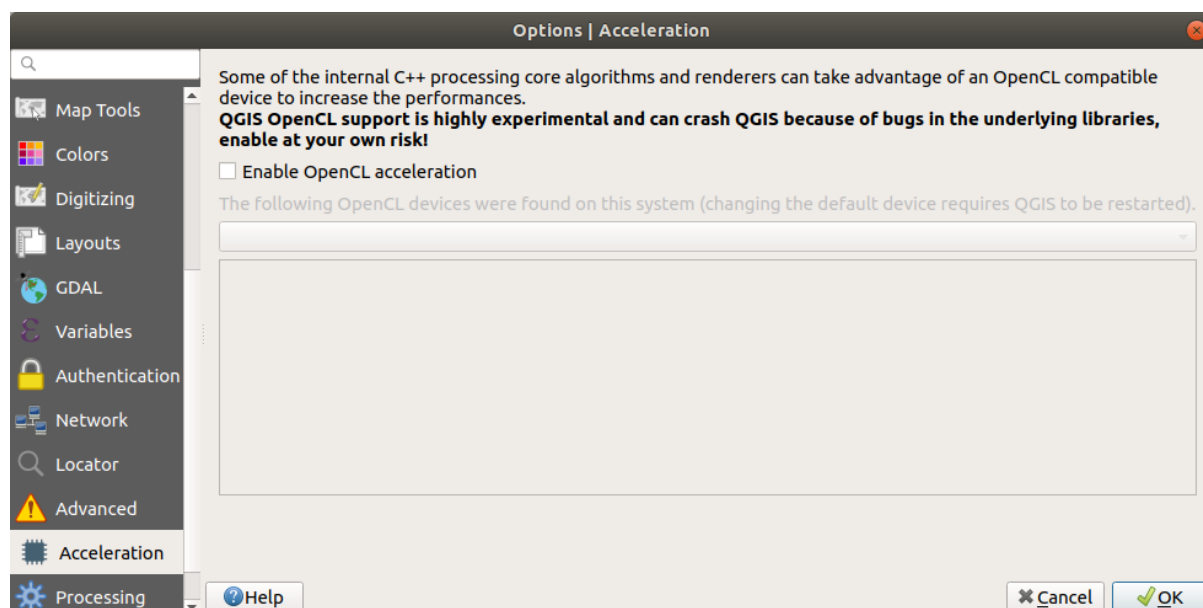 Options | Acceleration
Some of the internal C++ processing core algorithms and renderers can take advantage of an OpenCL compatible
device to increase the performances.
QGIS OpenCL support is highly experimental and can crash QGIS because of bugs in the underlying libraries,
enable at your own risk!
Enable OpenCL acceleration
The following OpenCL devices were found on this system (changing the default device requires QGIS to be restarted).
Map Tools
Colors
Digitizing
Layouts
GDAL
Variables
Authentication
Network
Locator
Advanced
Acceleration
Processing
Help
Cancel
OK